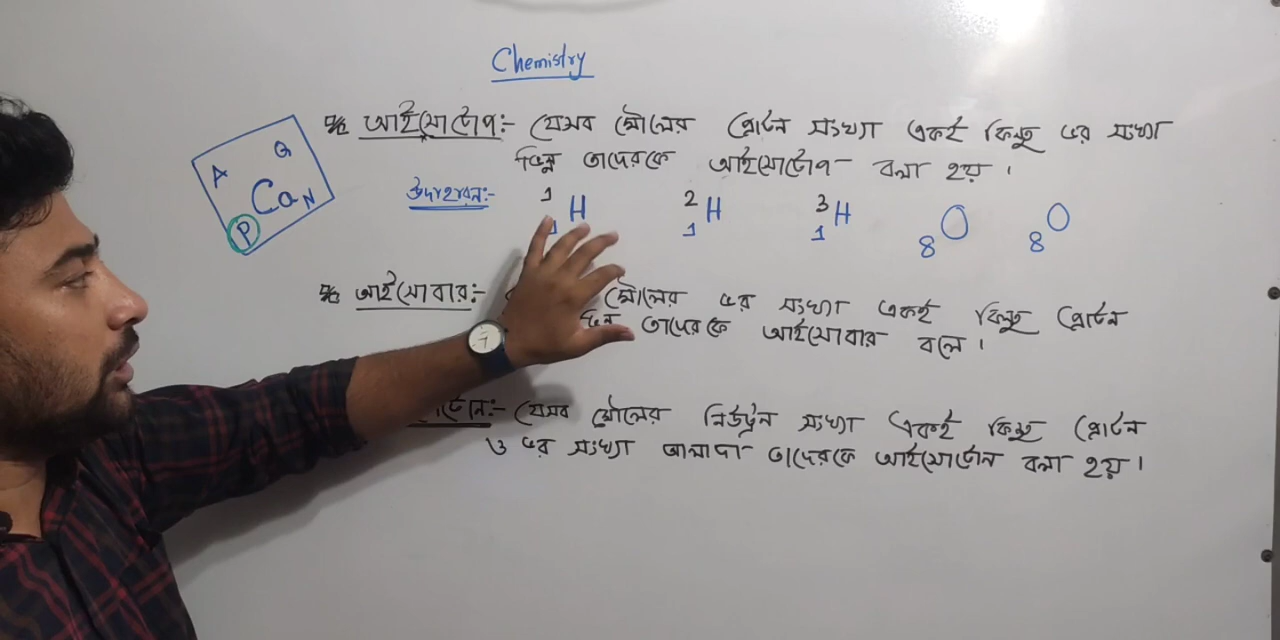 Chemistry
※ আইসোটোপ:- যেসব মৌলের প্রোটন সংখ্যা একই কিন্তু ভর সংখ্যা
ভিন্ন তাদেরকে আইসোটোপ বলা হয়।
A Q Ca N P
উদাহরন:- 1 1 H 2 1 H 3 1 H 8 O 8 O
※ আইসোবার:- মৌলের ভর সংখ্যা একই কিন্তু প্রোটন
ভিন্ন তাদেরকে আইসোবার বলে।
যেসব মৌলের নিউট্রন সংখ্যা একই কিন্তু প্রোটন
ও ভর সংখ্যা আলাদা তাদেরকে আইসোটোন বলা হয়।